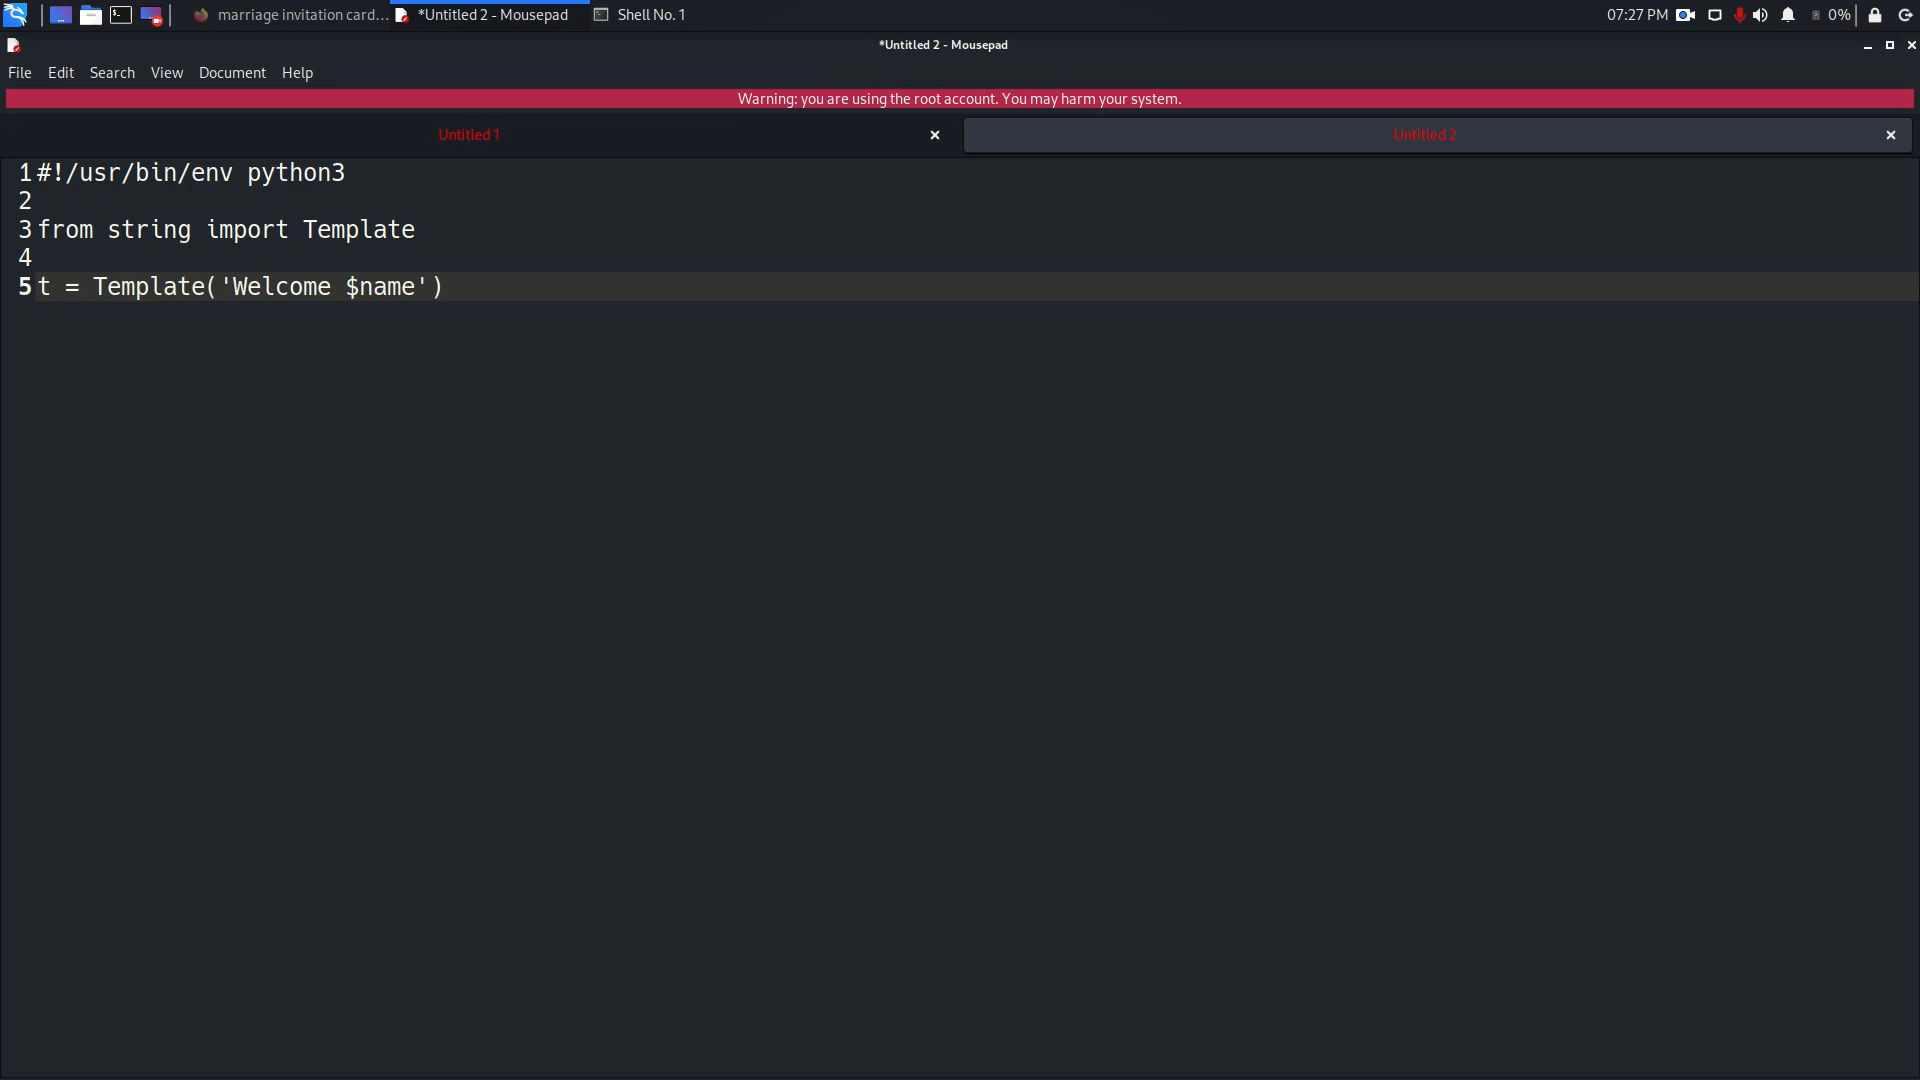 marriage invitation card... *Untitled 2 - Mousepad Shell No. 1 07:27 PM 0%
*Untitled 2 - Mousepad
File Edit Search View Document Help
Warning: you are using the root account. You may harm your system.
Untitled 1 Untitled 2
1 #!/usr/bin/env python3
2
3 from string import Template
4
5 t = Template('Welcome $name')